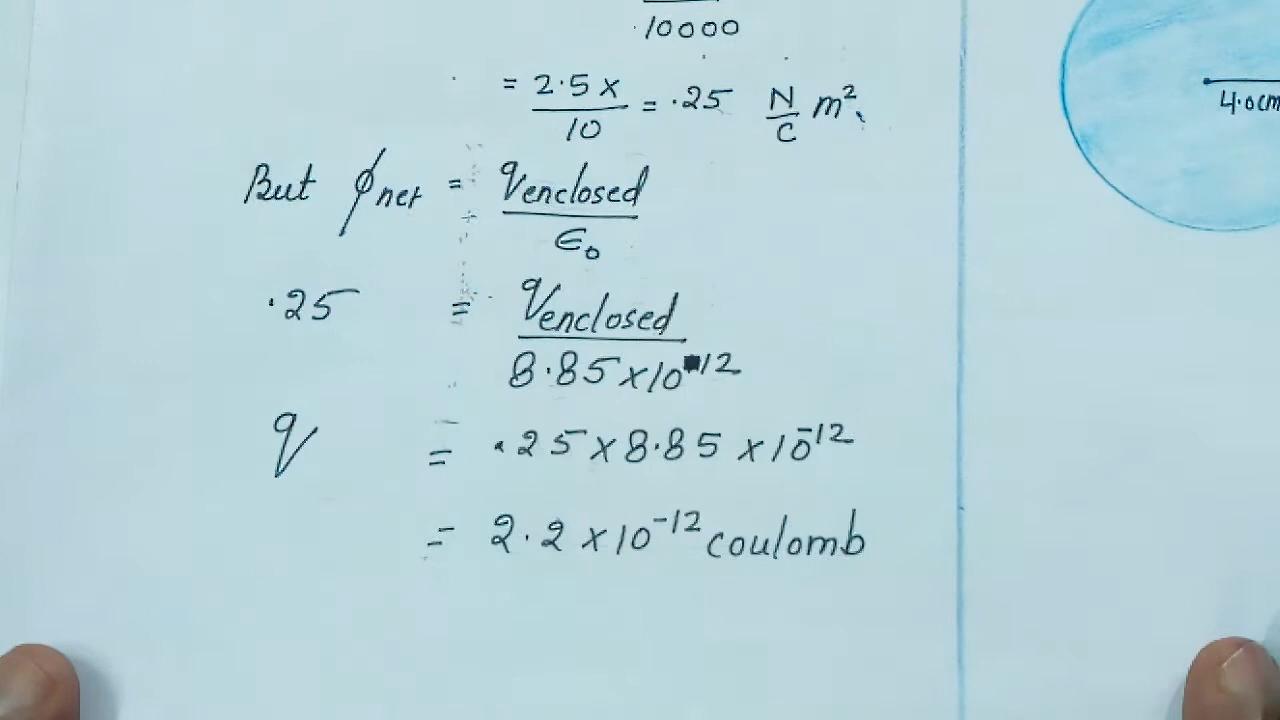 10000
= 2.5 x / 10 = .25 N/C m².
But ϕnet = qenclosed / ϵ₀
.25 = qenclosed / 8.85 x 10⁻¹²
q = .25 x 8.85 x 10⁻¹²
= 2.2 x 10⁻¹² coulomb
4.0cm